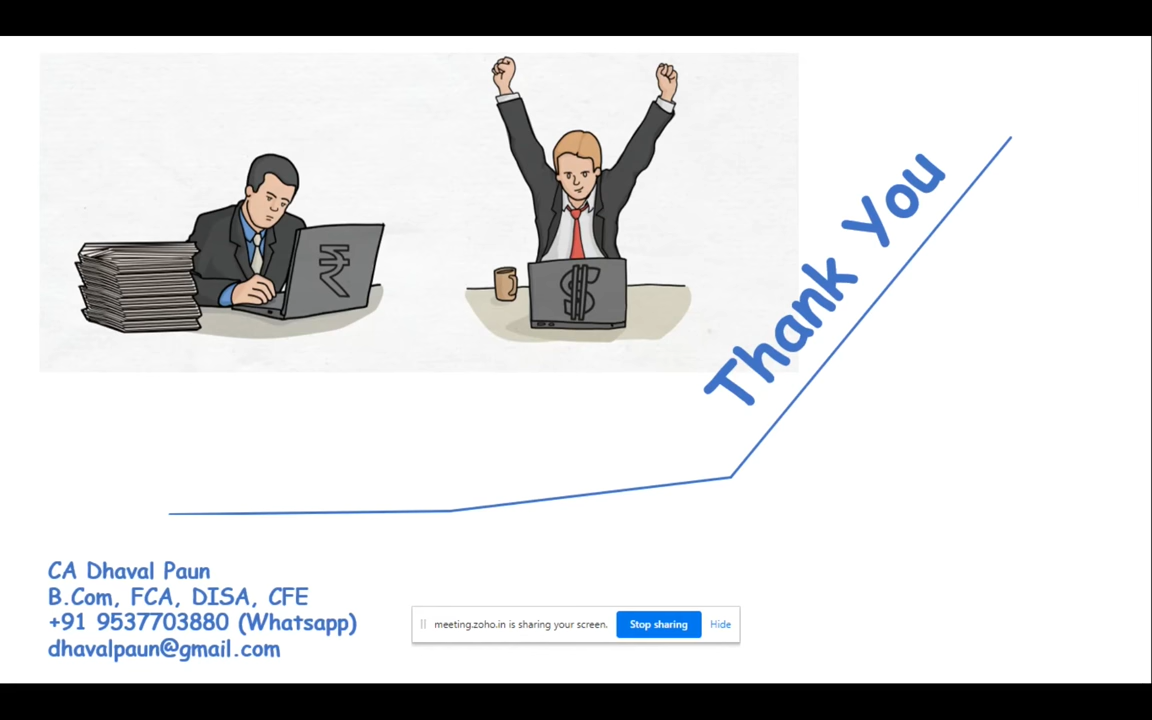 ₹
$
Thank You
CA Dhaval Paun
B.Com, FCA, DISA, CFE
+91 9537703880 (Whatsapp)
dhavalpaun@gmail.com
meeting.zoho.in is sharing your screen. Stop sharing Hide